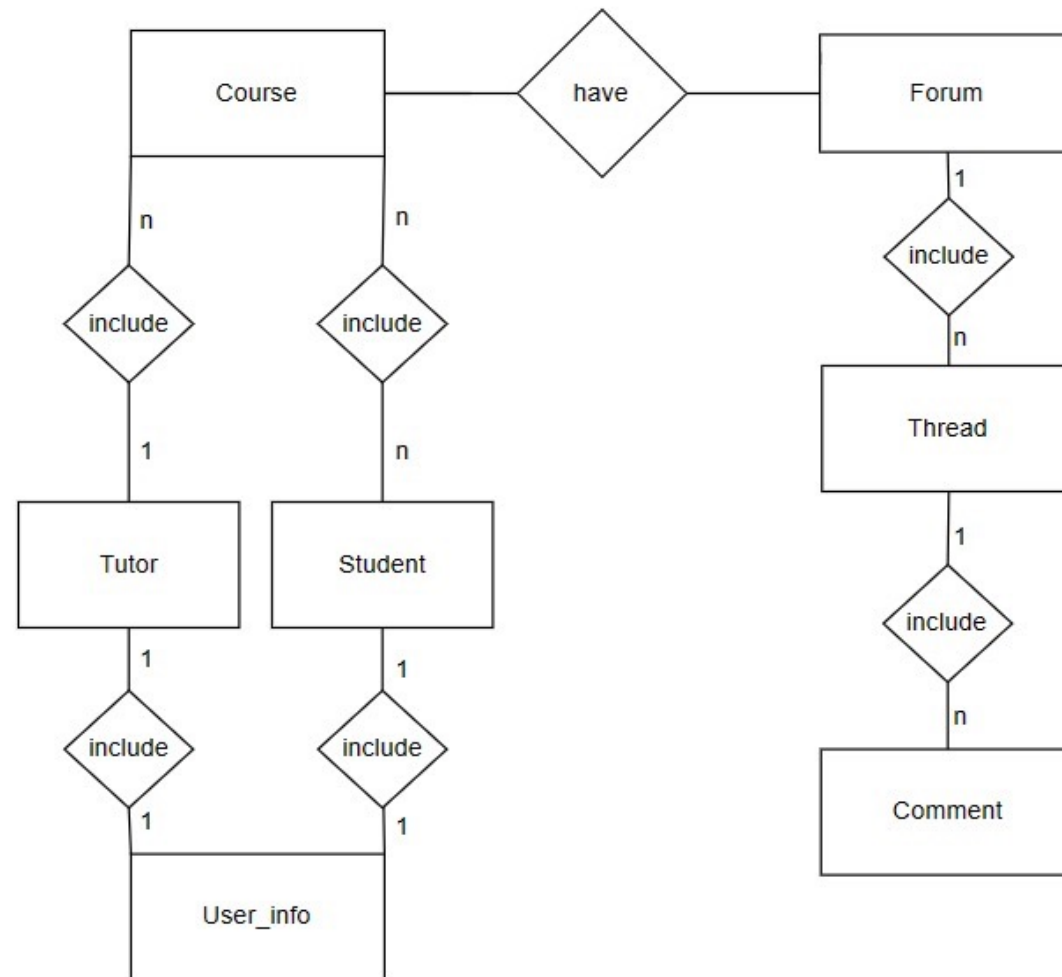 Course
have
Forum
1
n
n
include
include
include
n
1
n
Thread
Tutor
Student
1
1
1
include
include
include
n
1
1
Comment
User_info